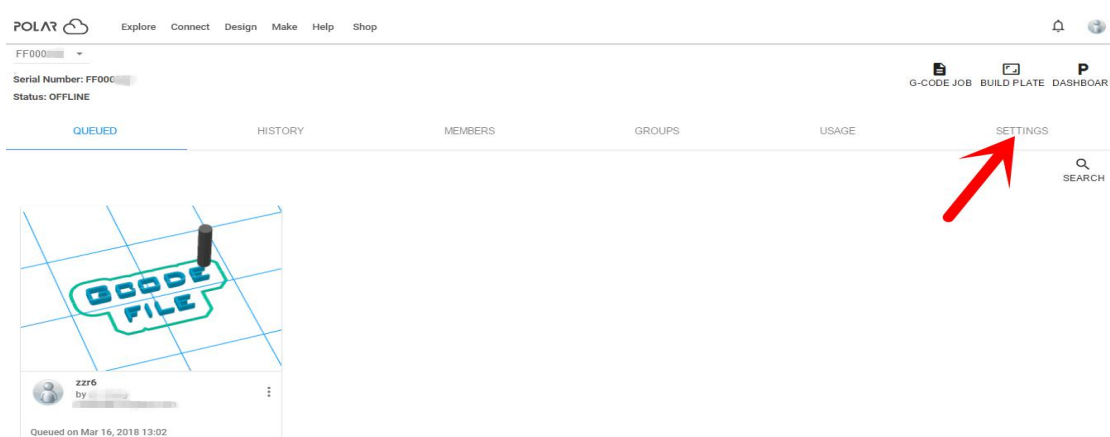 POLAR
Explore Connect Design Make Help Shop
FF000
Serial Number: FF000
Status: OFFLINE
G-CODE JOB BUILD PLATE DASHBOAR
QUEUED HISTORY MEMBERS GROUPS USAGE SETTINGS
SEARCH
GCODE
FILE
zzr6
by
Queued on Mar 16, 2018 13:02